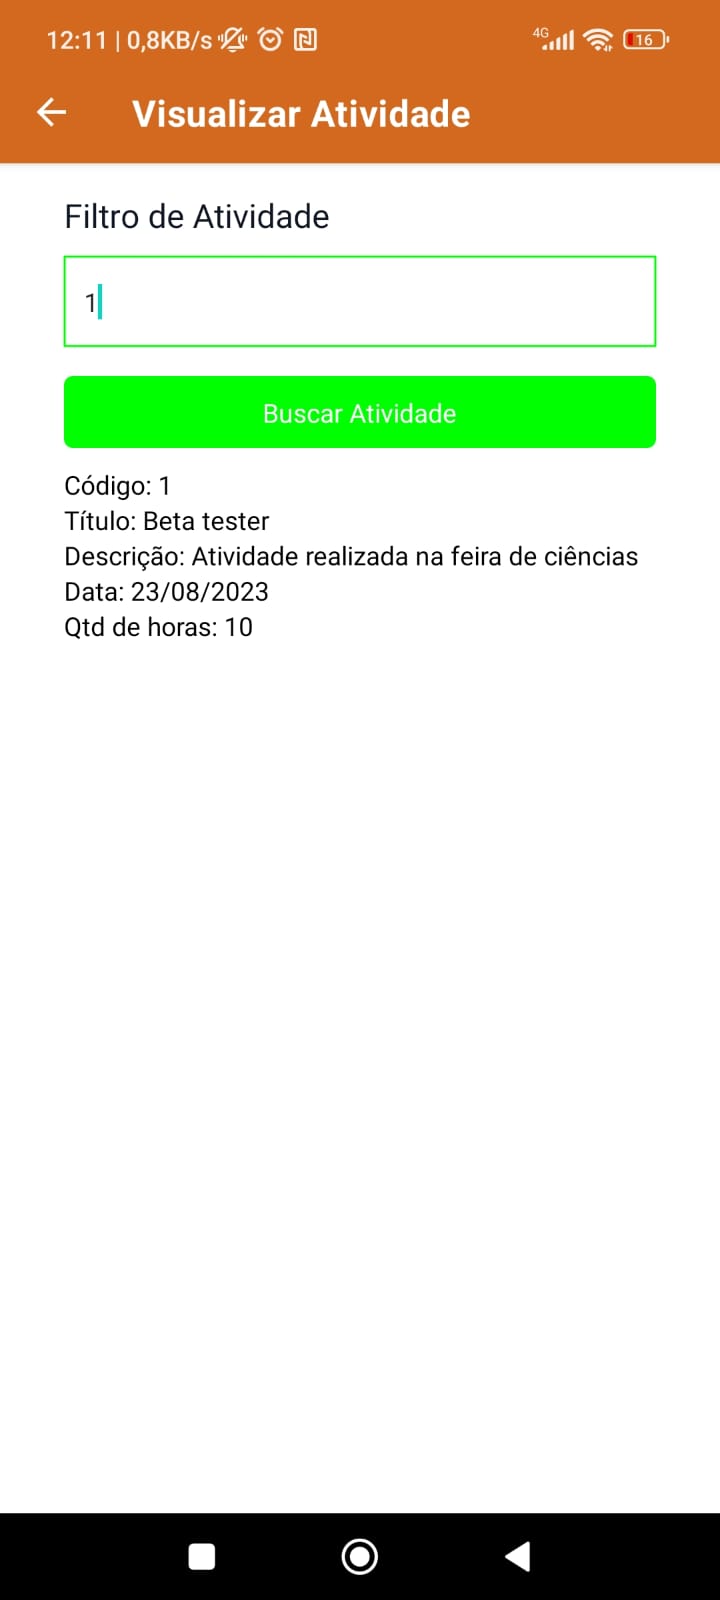 12:11 | 0,8KB/s
4G
16
Visualizar Atividade
Filtro de Atividade
1
Buscar Atividade
Código: 1
Título: Beta tester
Descrição: Atividade realizada na feira de ciências
Data: 23/08/2023
Qtd de horas: 10